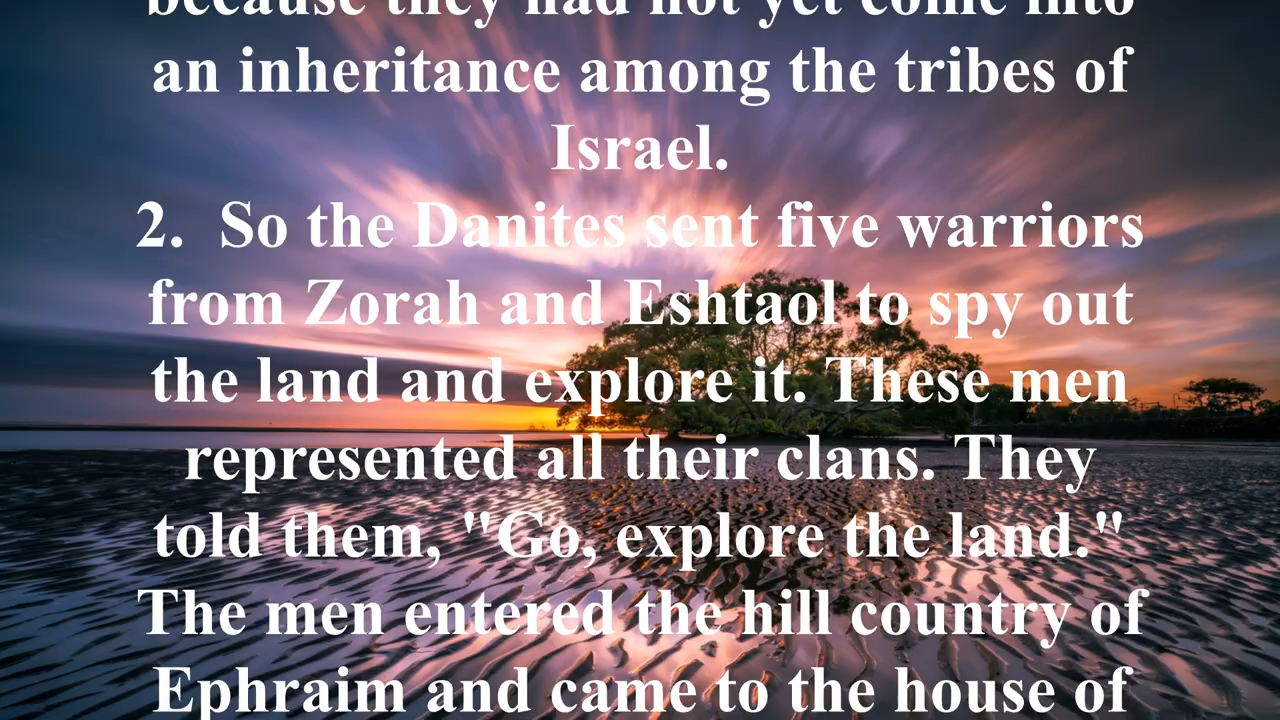 because they had not yet come into
an inheritance among the tribes of
Israel.
2. So the Danites sent five warriors
from Zorah and Eshtaol to spy out
the land and explore it. These men
represented all their clans. They
told them, "Go, explore the land."
The men entered the hill country of
Ephraim and came to the house of